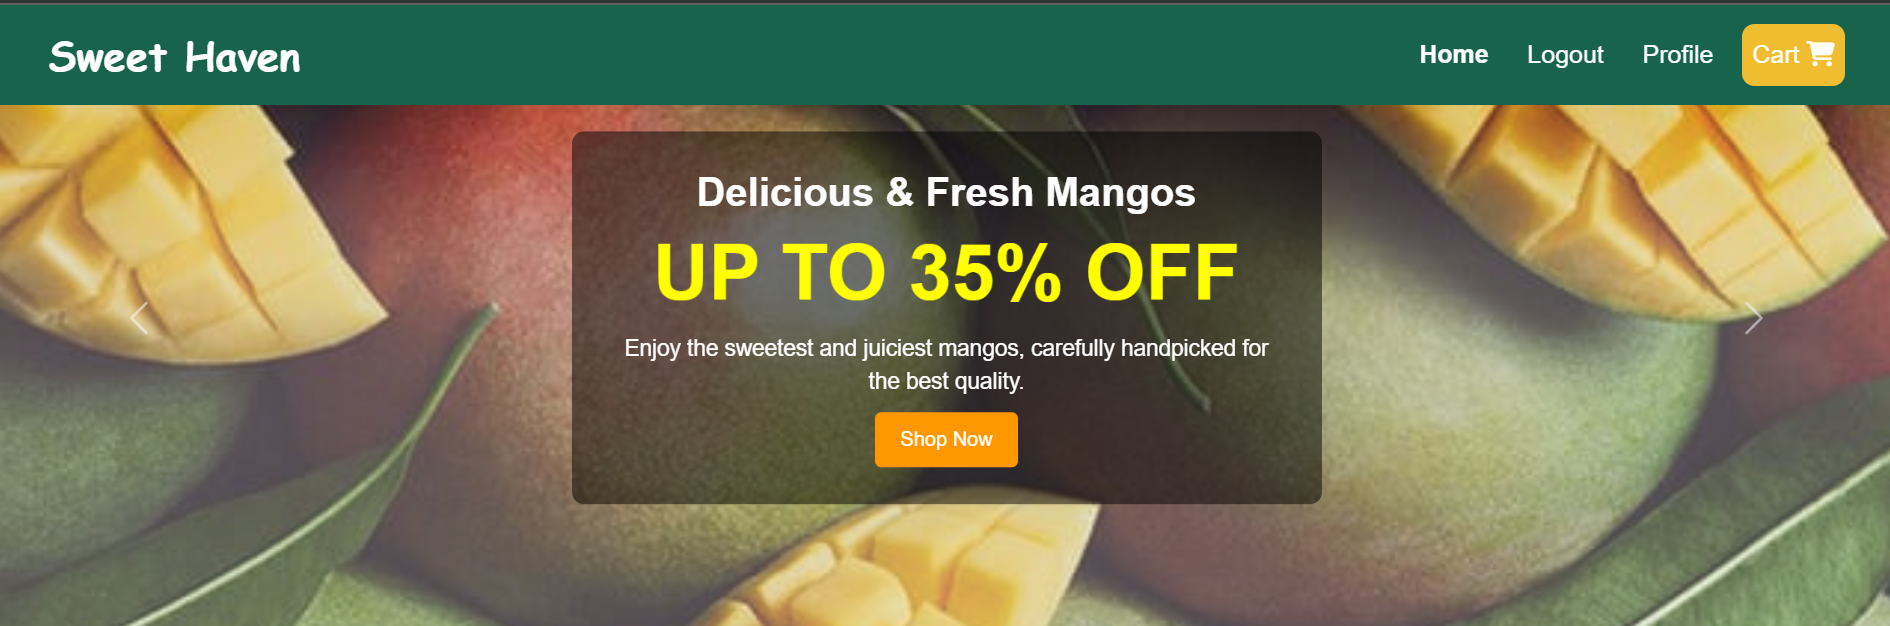 Sweet Haven
Home Logout Profile Cart
Delicious & Fresh Mangos
UP TO 35% OFF
Enjoy the sweetest and juiciest mangos, carefully handpicked for
the best quality.
Shop Now